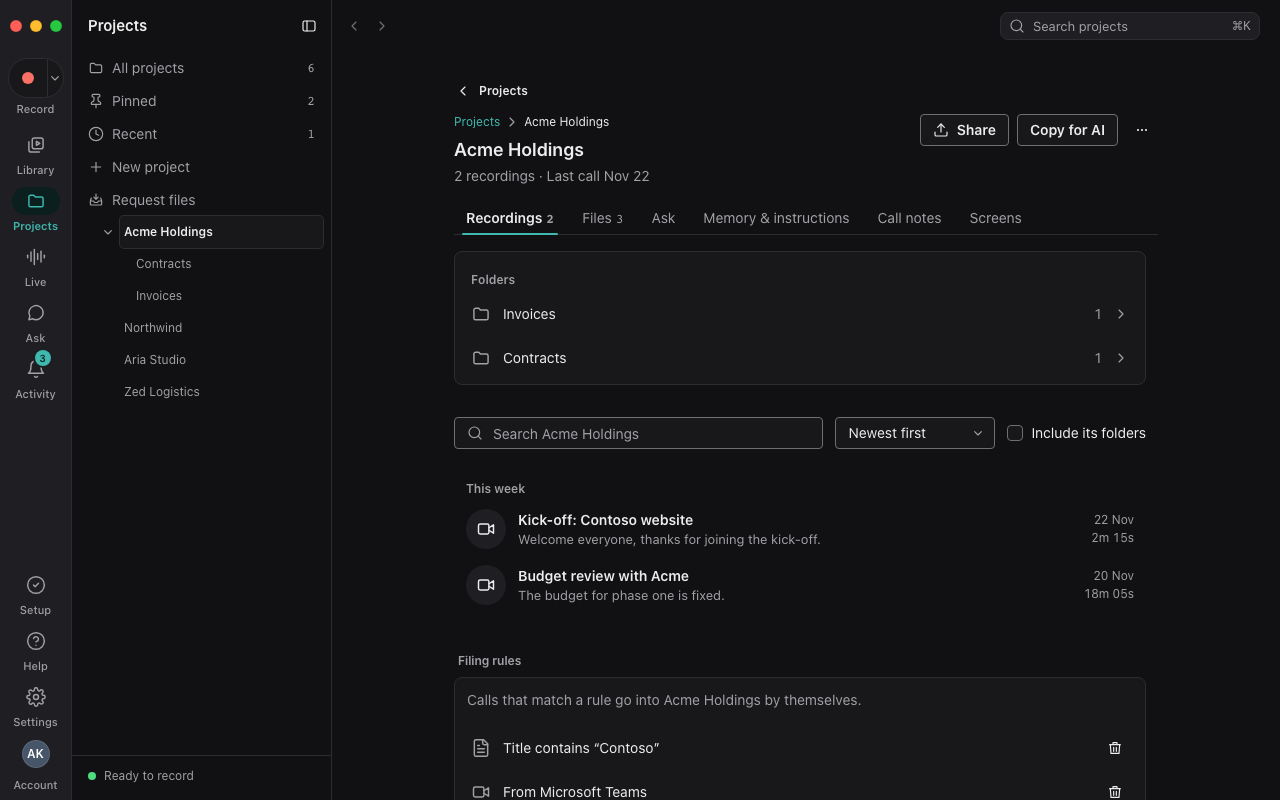 Projects
Search projects
⌘K
Record
Library
Projects
Live
Ask
3
Activity
Setup
Help
Settings
AK
Account
All projects 6
Pinned 2
Recent 1
New project
Request files
Acme Holdings
Contracts
Invoices
Northwind
Aria Studio
Zed Logistics
Ready to record
Projects
Projects > Acme Holdings
Acme Holdings
2 recordings · Last call Nov 22
Share
Copy for AI
Recordings 2
Files 3
Ask
Memory & instructions
Call notes
Screens
Folders
Invoices 1
Contracts 1
Search Acme Holdings
Newest first
Include its folders
This week
Kick-off: Contoso website
22 Nov
Welcome everyone, thanks for joining the kick-off.
2m 15s
Budget review with Acme
20 Nov
The budget for phase one is fixed.
18m 05s
Filing rules
Calls that match a rule go into Acme Holdings by themselves.
Title contains “Contoso”
From Microsoft Teams